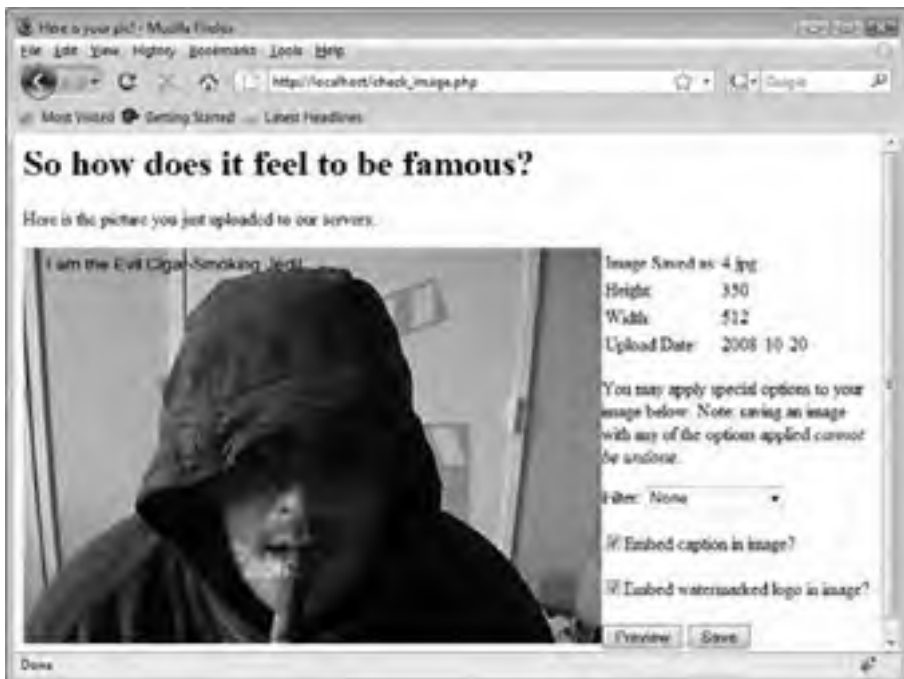 Here is your pic! - Mozilla Firefox
File Edit View History Bookmarks Tools Help
http://localhost/check_image.php
Google
Most Visited Getting Started Latest Headlines
So how does it feel to be famous?
Here is the picture you just uploaded to our servers.
I am the Evil Cigar-Smoking Jedi!
Image Saved as: 4.jpg
Height: 350
Width: 512
Upload Date: 2008-10-20
You may apply special options to your
image below. Note: saving an image
with any of the options applied cannot
be undone.
Filter: None
Embed caption in image?
Embed watermarked logo in image?
Preview Save
Done